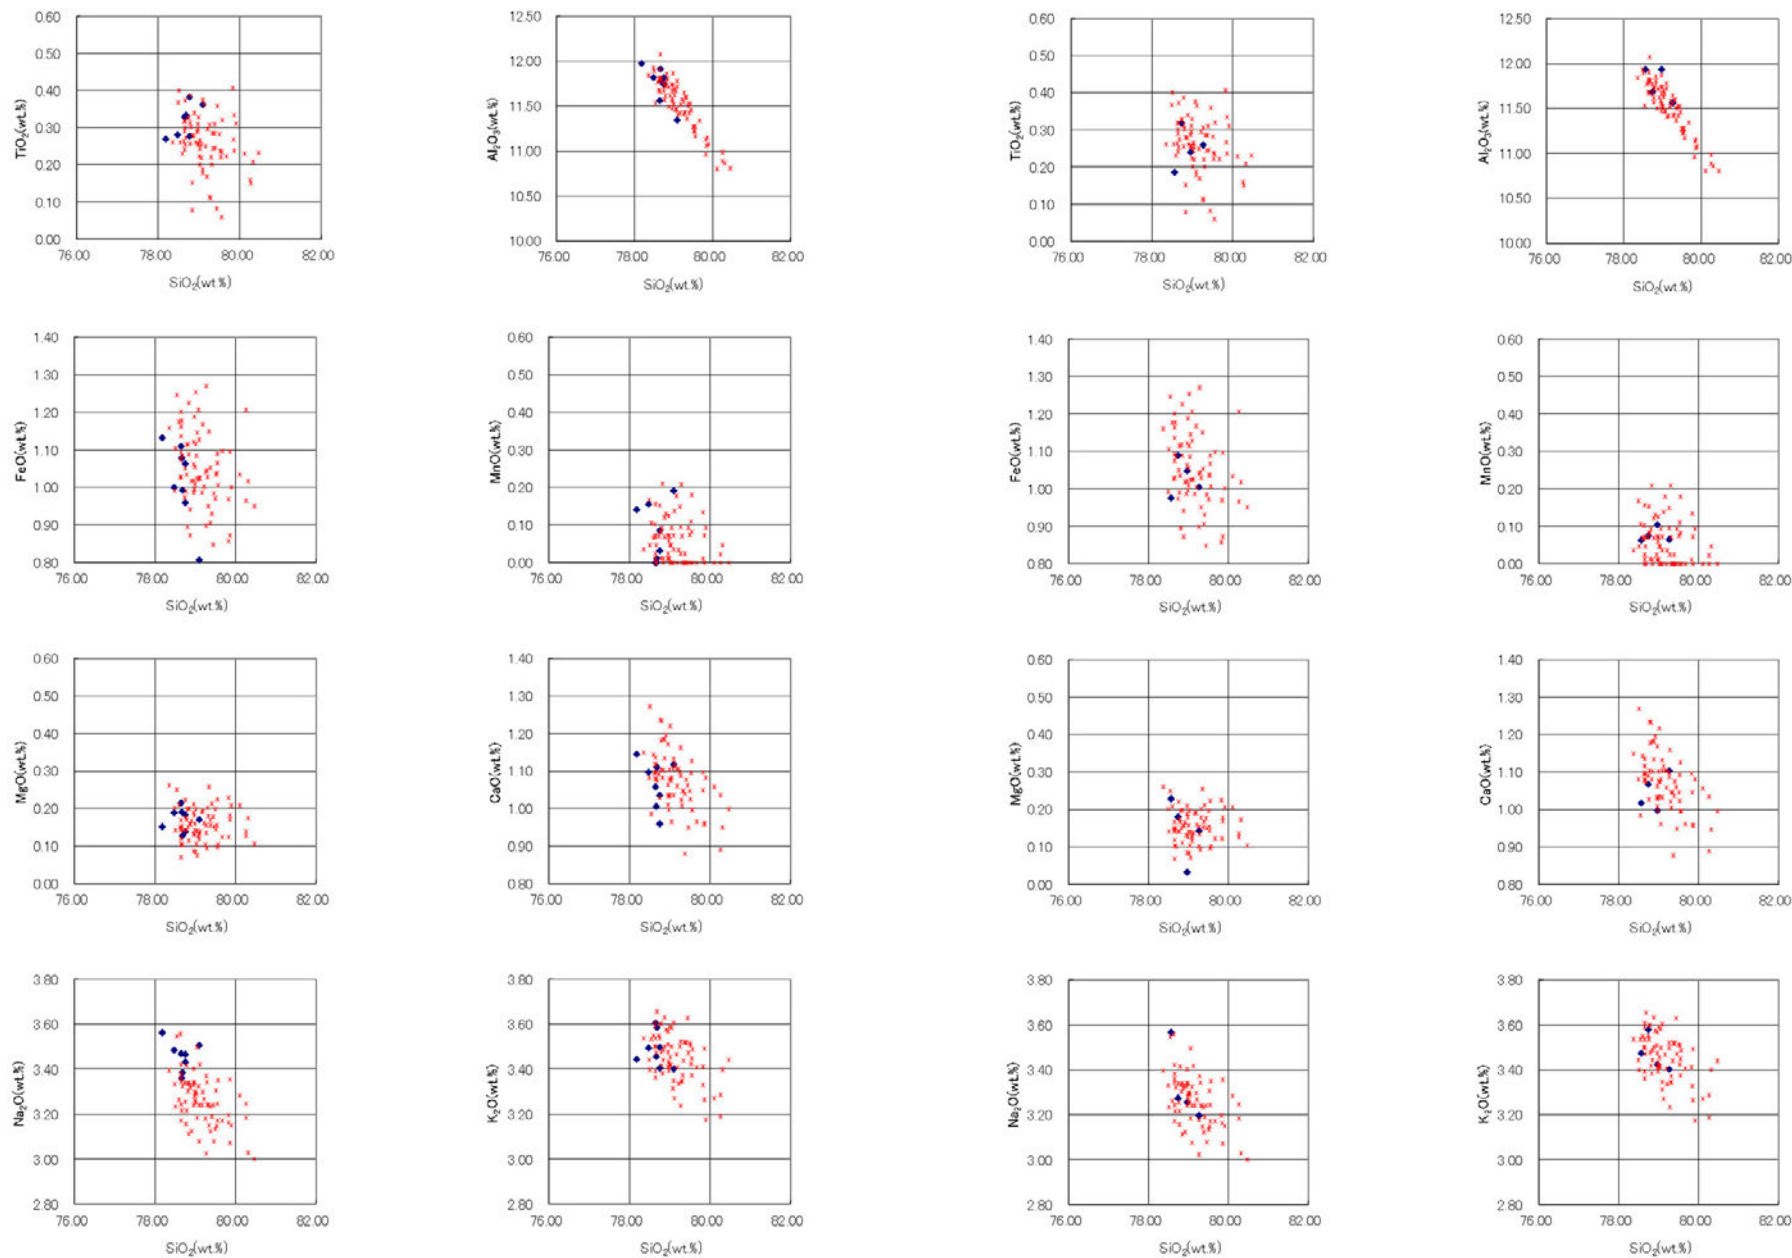 0.60 12.50 0.60 12.50
0.50 12.00 0.50 12.00
0.40 0.40
0.30 11.50 0.30 11.50
0.20 11.00 0.20 11.00
0.10 10.50 0.10 10.50
0.00 10.00 0.00 10.00
TiO2(wt.%) Al2O3(wt.%) TiO2(wt.%) Al2O3(wt.%)
76.00 78.00 80.00 82.00 76.00 78.00 80.00 82.00 76.00 78.00 80.00 82.00 76.00 78.00 80.00 82.00
SiO2(wt.%) SiO2(wt.%) SiO2(wt.%) SiO2(wt.%)
1.40 0.60 1.40 0.60
1.30 0.50 1.30 0.50
1.20 0.40 1.20 0.40
1.10 0.30 1.10 0.30
1.00 0.20 1.00 0.20
0.90 0.10 0.90 0.10
0.80 0.00 0.80 0.00
FeO(wt.%) MnO(wt.%) FeO(wt.%) MnO(wt.%)
76.00 78.00 80.00 82.00 76.00 78.00 80.00 82.00 76.00 78.00 80.00 82.00 76.00 78.00 80.00 82.00
SiO2(wt.%) SiO2(wt.%) SiO2(wt.%) SiO2(wt.%)
0.60 1.40 0.60 1.40
0.50 1.30 0.50 1.30
0.40 1.20 0.40 1.20
0.30 1.10 0.30 1.10
0.20 1.00 0.20 1.00
0.10 0.90 0.10 0.90
0.00 0.80 0.00 0.80
MgO(wt.%) CaO(wt.%) MgO(wt.%) CaO(wt.%)
76.00 78.00 80.00 82.00 76.00 78.00 80.00 82.00 76.00 78.00 80.00 82.00 76.00 78.00 80.00 82.00
SiO2(wt.%) SiO2(wt.%) SiO2(wt.%) SiO2(wt.%)
3.80 3.80 3.80 3.80
3.60 3.60 3.60 3.60
3.40 3.40 3.40 3.40
3.20 3.20 3.20 3.20
3.00 3.00 3.00 3.00
2.80 2.80 2.80 2.80
Na2O(wt.%) K2O(wt.%) Na2O(wt.%) K2O(wt.%)
76.00 78.00 80.00 82.00 76.00 78.00 80.00 82.00 76.00 78.00 80.00 82.00 76.00 78.00 80.00 82.00
SiO2(wt.%) SiO2(wt.%) SiO2(wt.%) SiO2(wt.%)